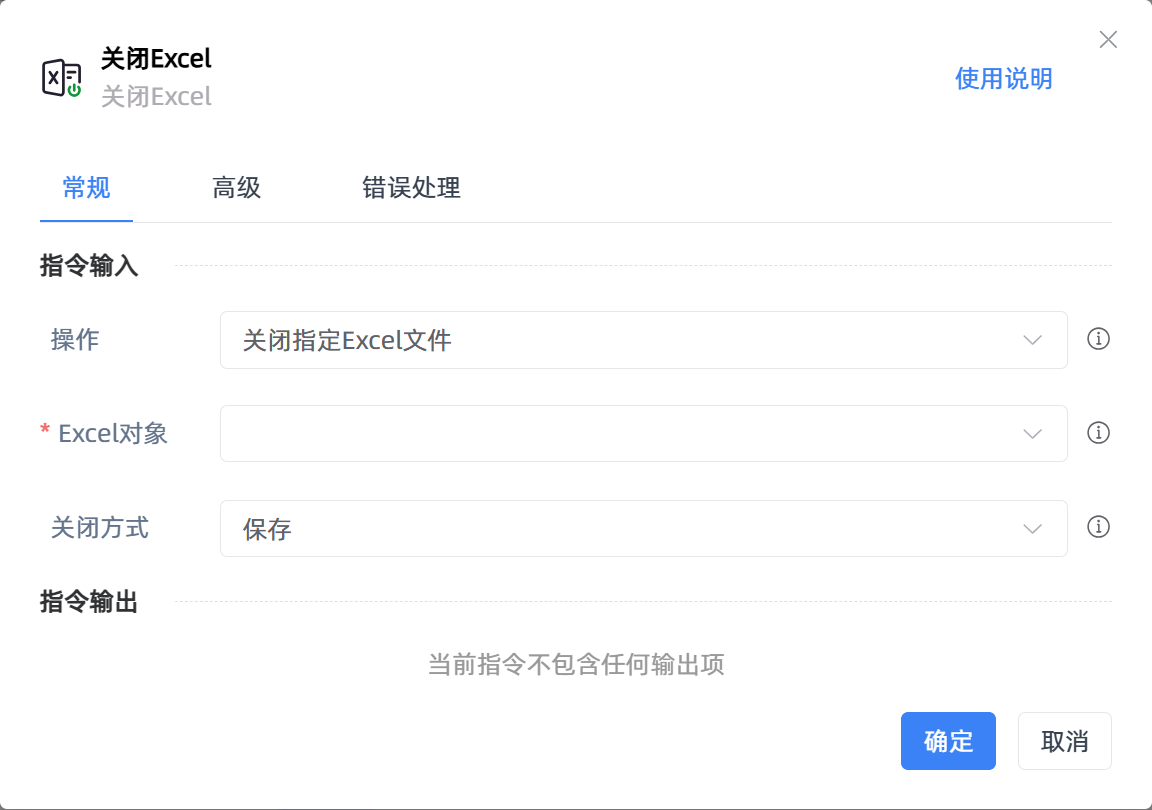 关闭Excel
关闭Excel
使用说明
常规 高级 错误处理
指令输入
操作 关闭指定Excel文件
* Excel对象
关闭方式 保存
指令输出
当前指令不包含任何输出项
确定 取消